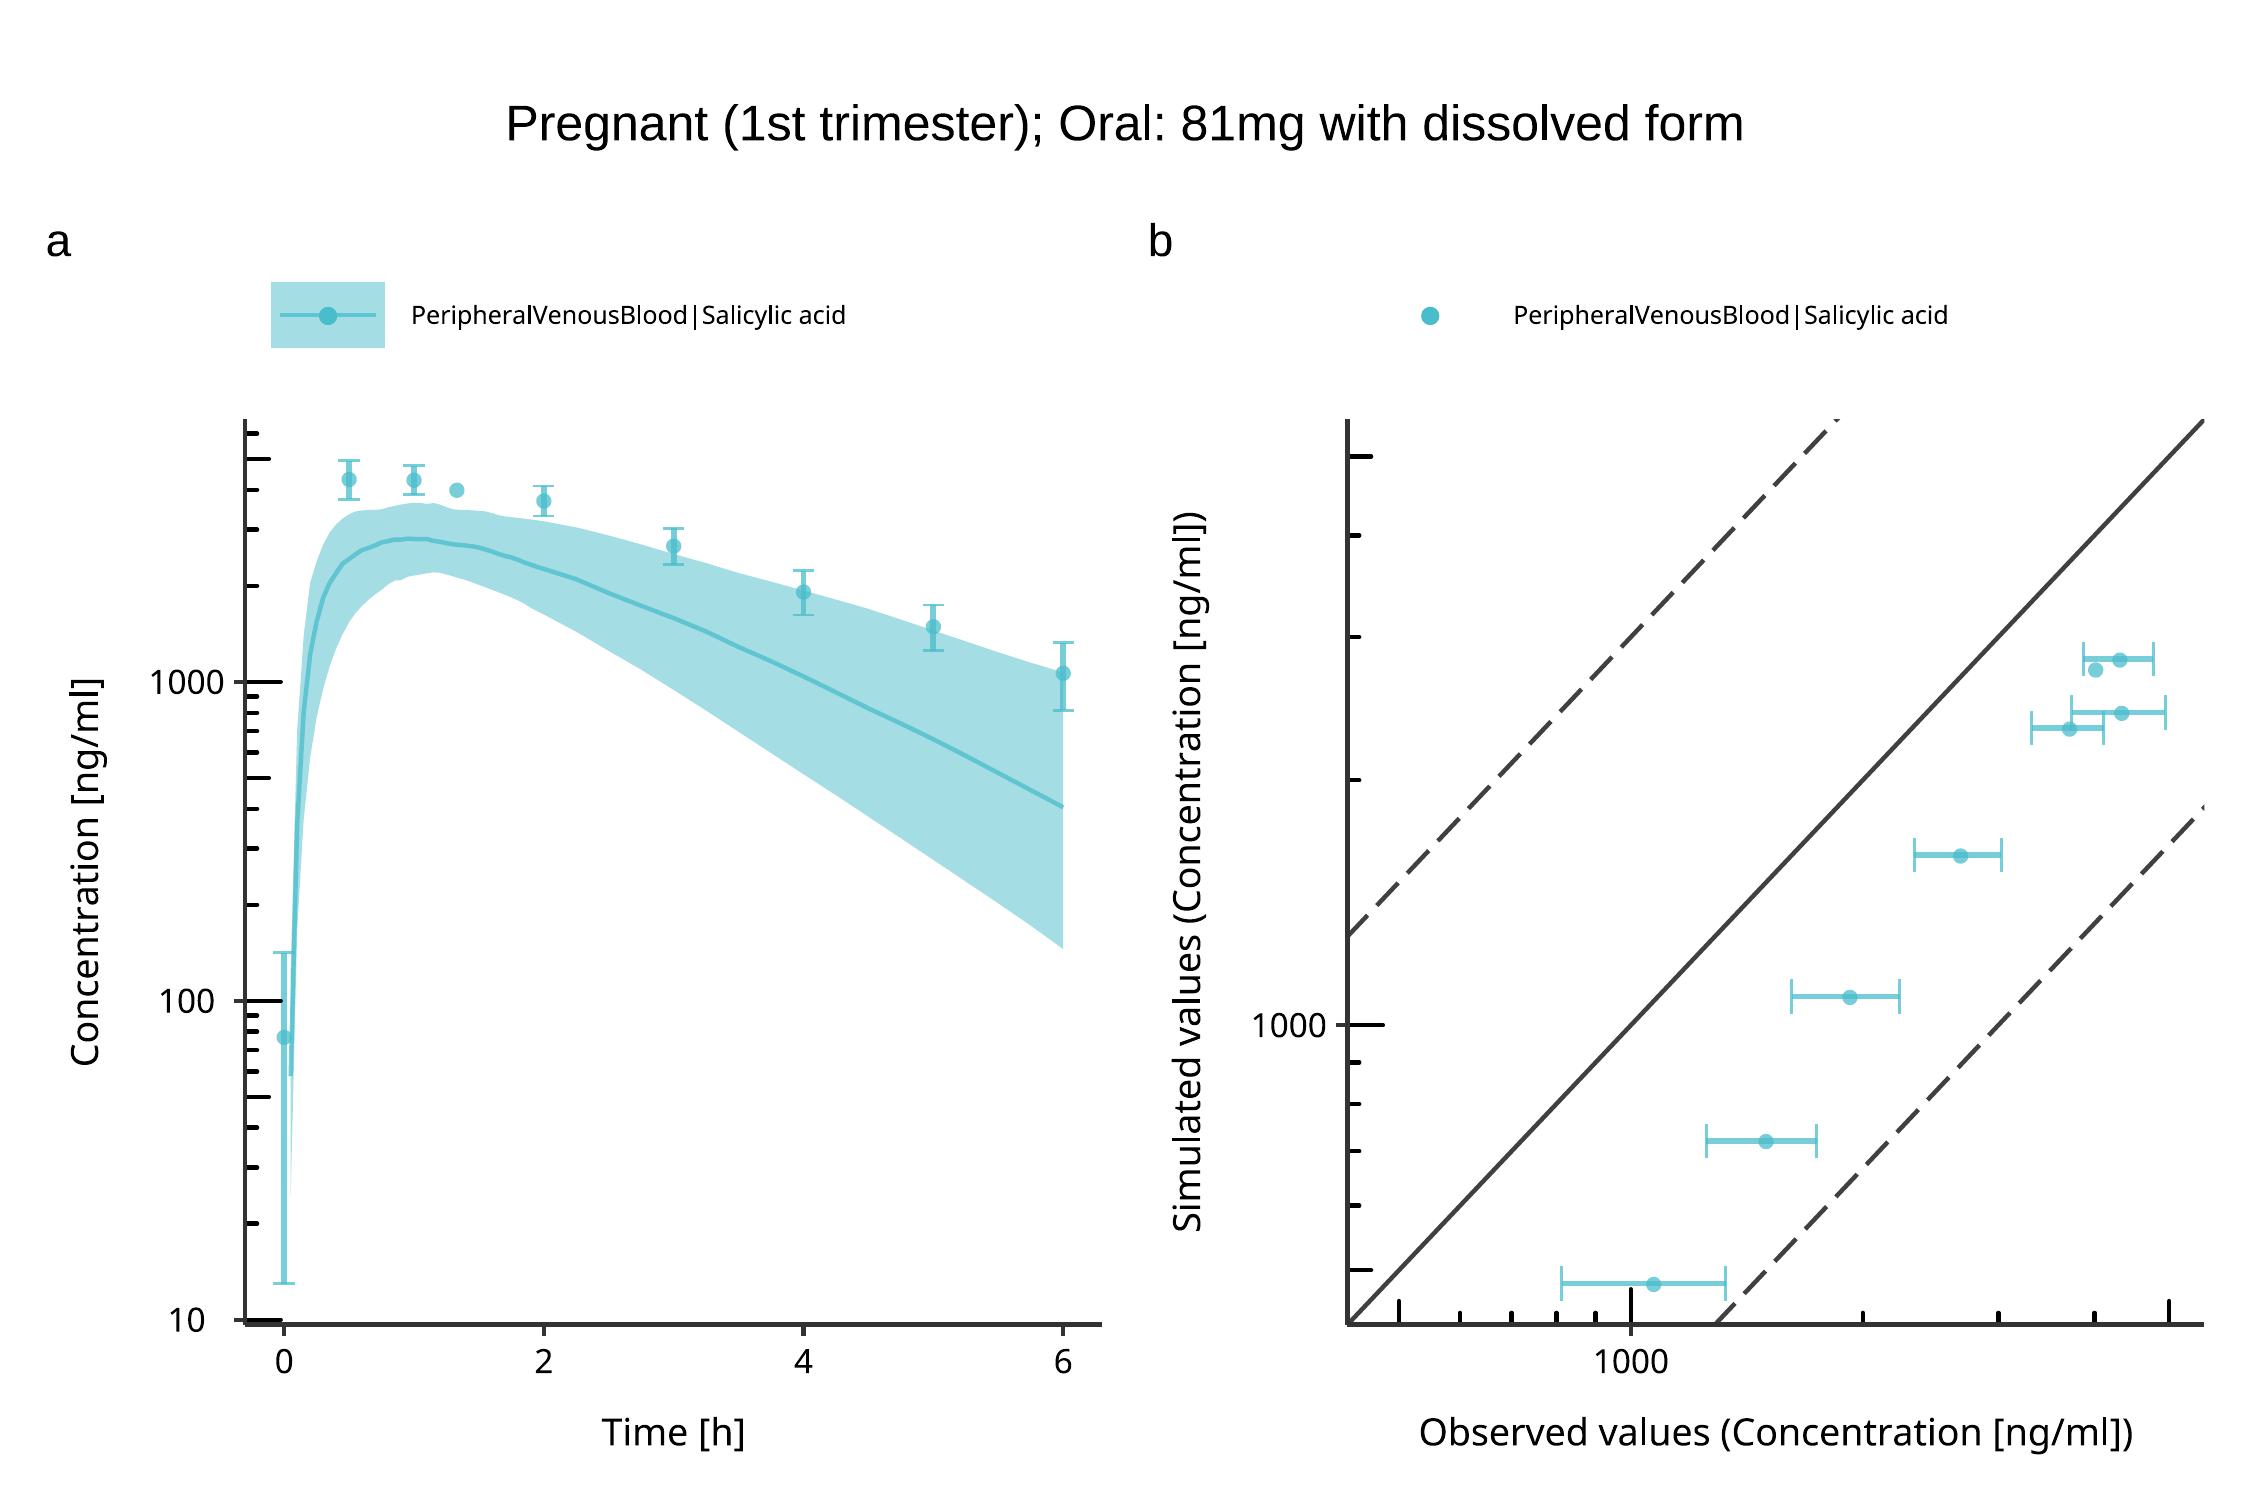 Pregnant (1st trimester); Oral: 81mg with dissolved form
a
PeripheralVenousBlood|Salicylic acid
Concentration [ng/ml]
1000
100
10
0 2 4 6
Time [h]
b
PeripheralVenousBlood|Salicylic acid
Simulated values (Concentration [ng/ml])
1000
1000
Observed values (Concentration [ng/ml])